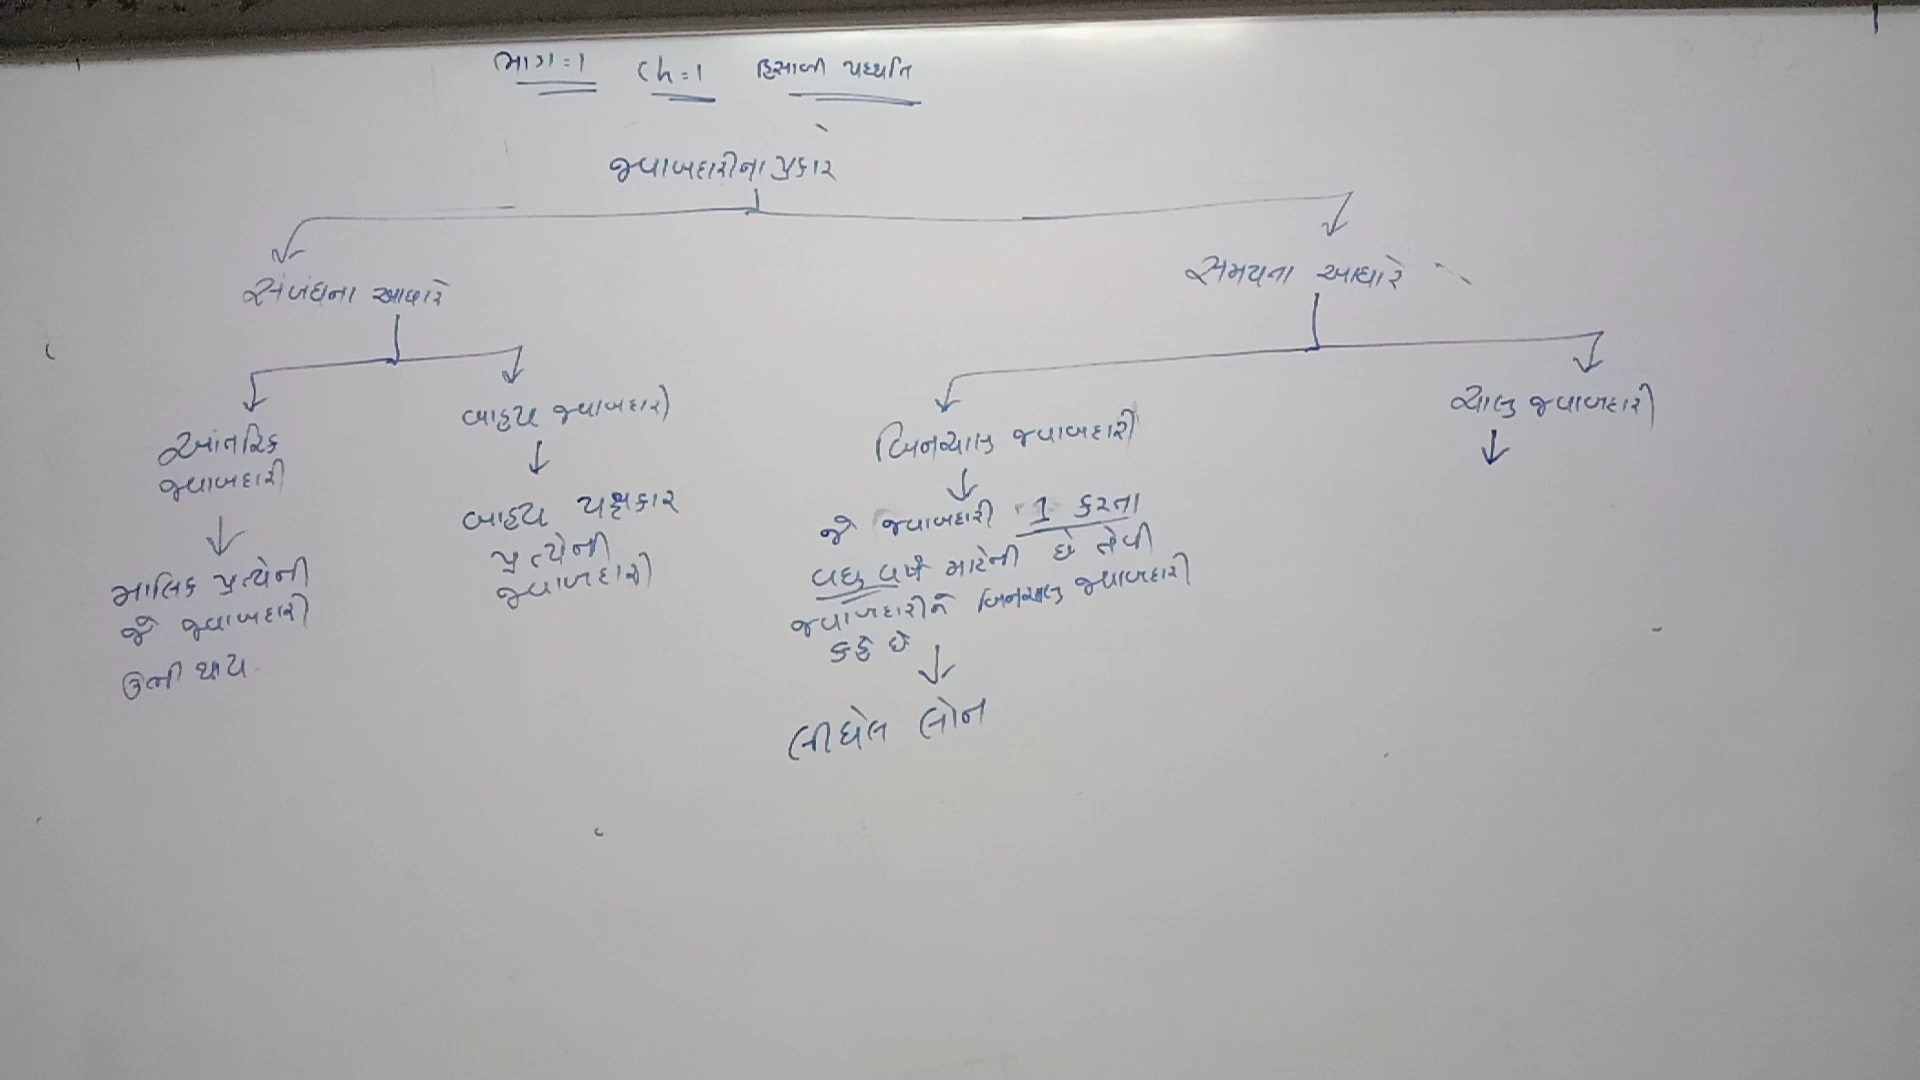 ભાગ:1 Ch=1 હિસાબી પધ્ધતિ
જવાબદારીના પ્રકાર
સંબંધના આધારે
સમયના આધારે
આંતરિક
જવાબદારી
માલિક પ્રત્યેની
જે જવાબદારી
ઉભી થાય
બાહ્ય જવાબદારી
બાહ્ય પક્ષકાર
પ્રત્યેની
જવાબદારી
બિનચાલુ જવાબદારી
જે જવાબદારી 1 કરતા
વધુ વર્ષ માટેની છે તેવી
જવાબદારીને બિનચાલુ જવાબદારી
કહે છે
લીધેલ લોન
ચાલુ જવાબદારી